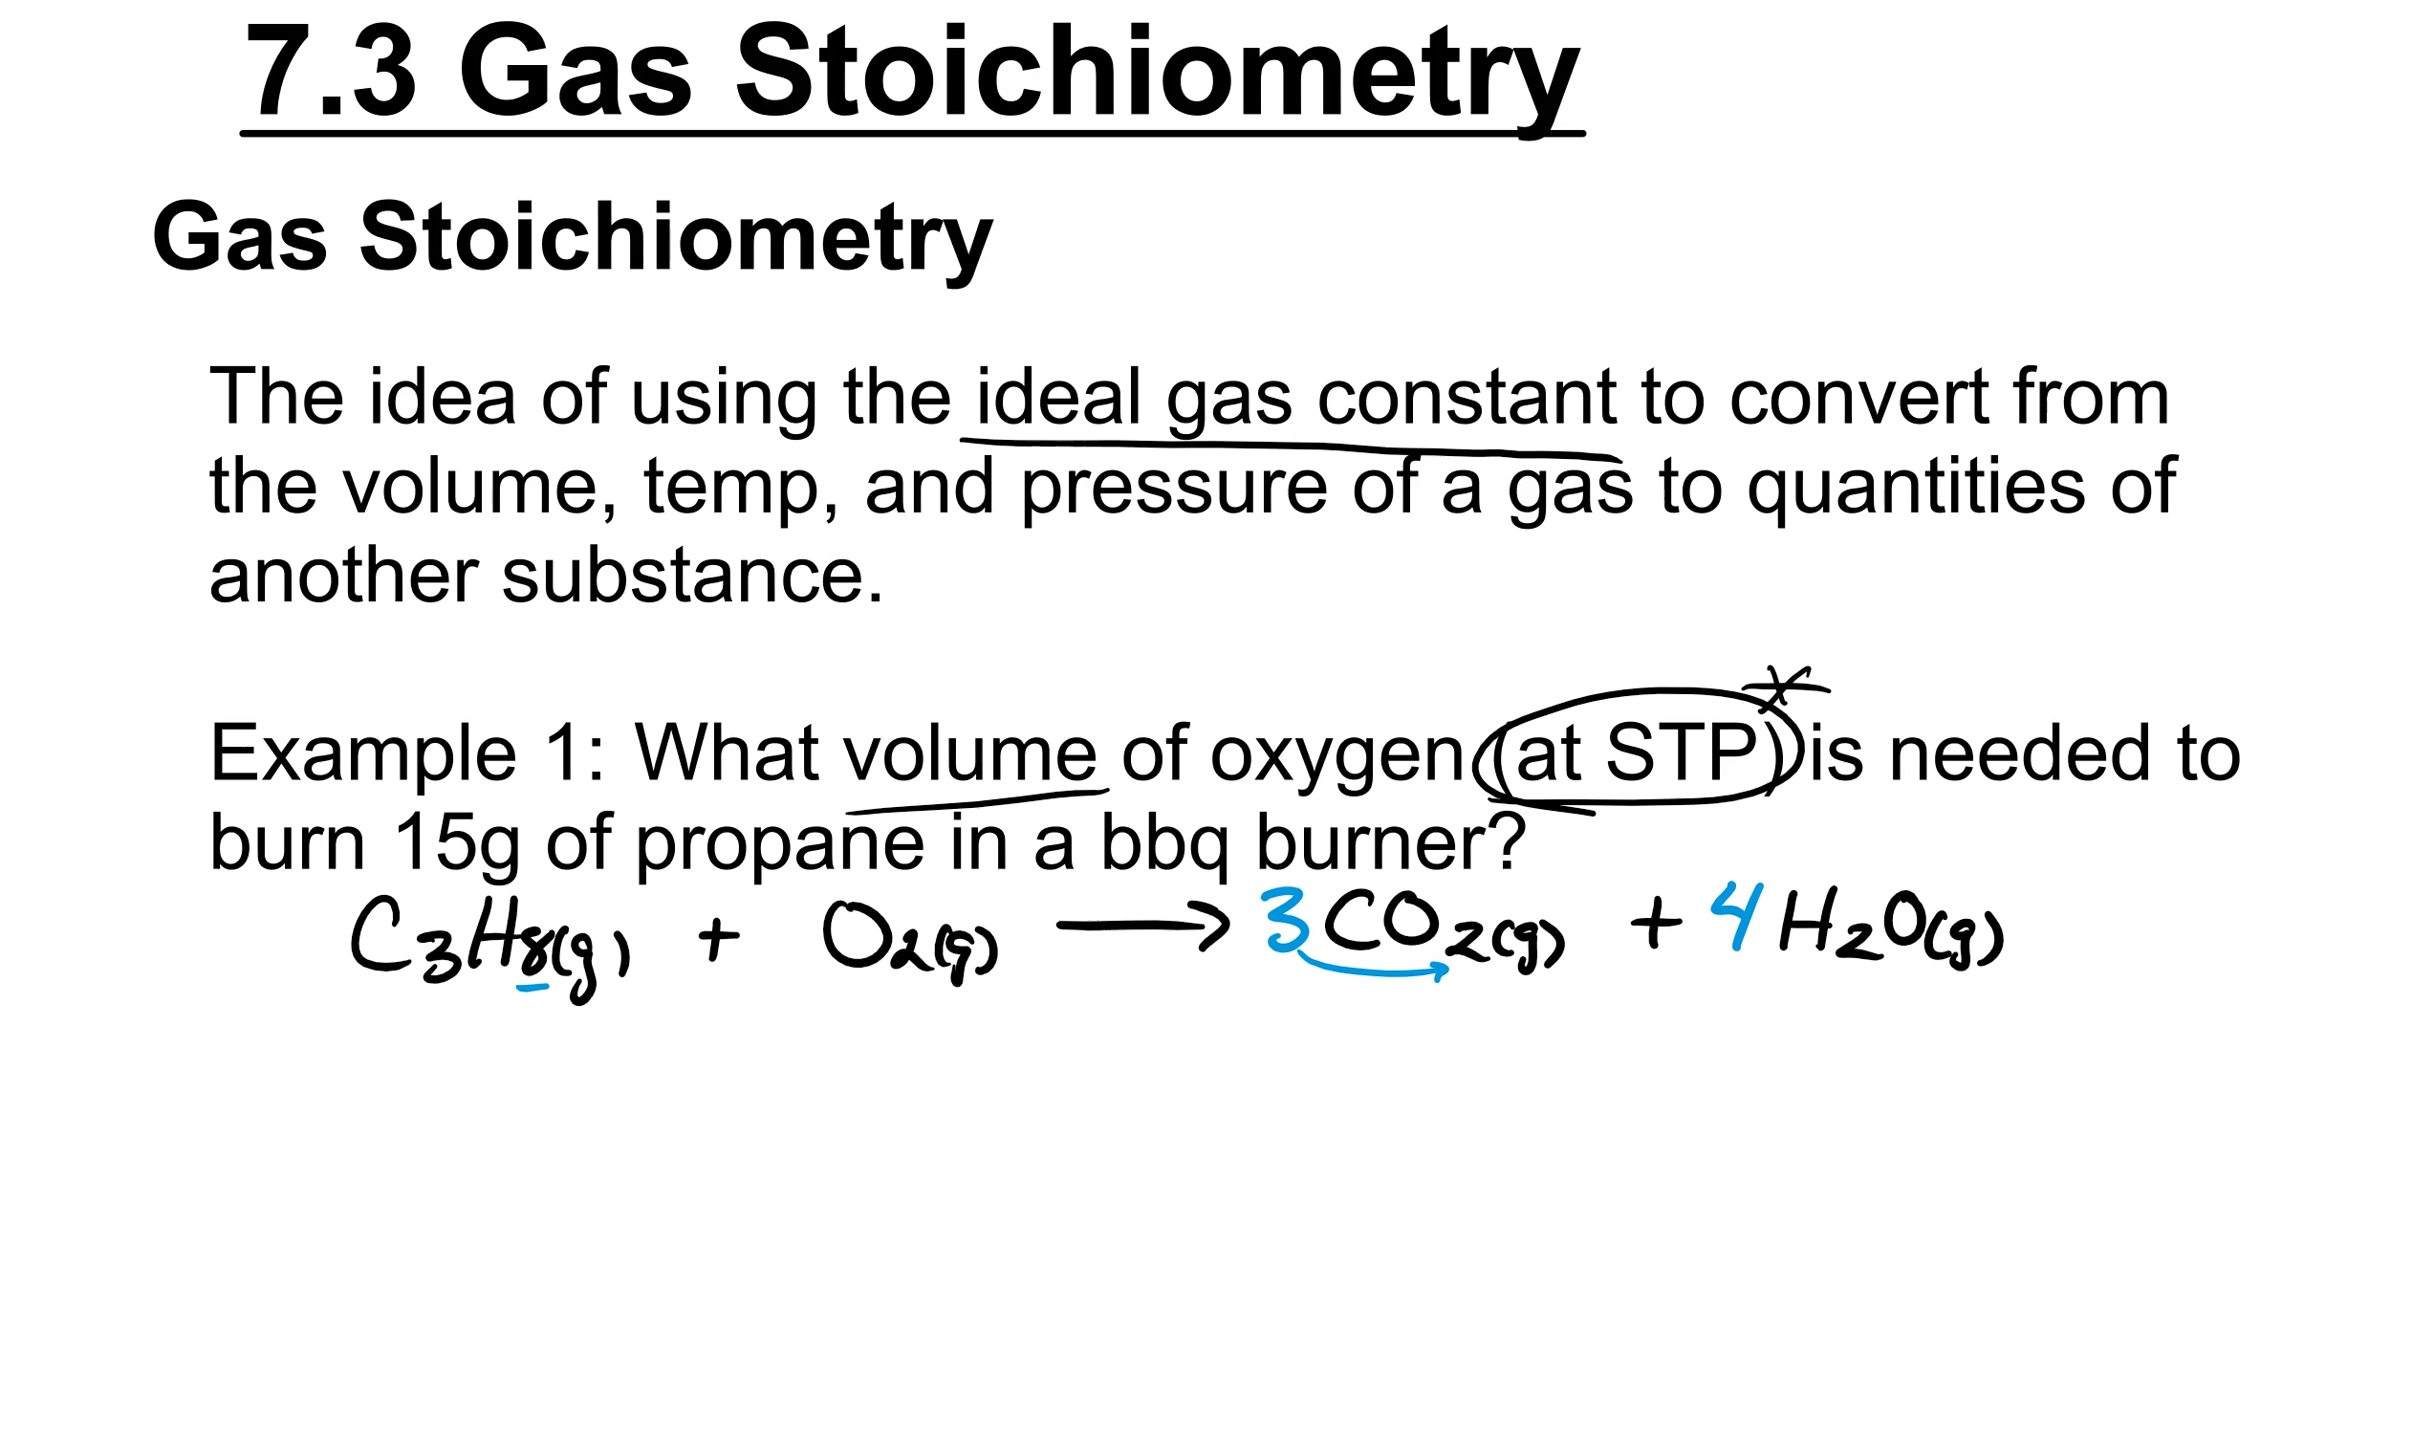 7.3 Gas Stoichiometry
Gas Stoichiometry
The idea of using the ideal gas constant to convert from
the volume, temp, and pressure of a gas to quantities of
another substance.
Example 1: What volume of oxygen (at STP) is needed to
burn 15g of propane in a bbq burner?
C₃H₈(g) + O₂(g) ⟶ 3CO₂(g) + 4H₂O(g)